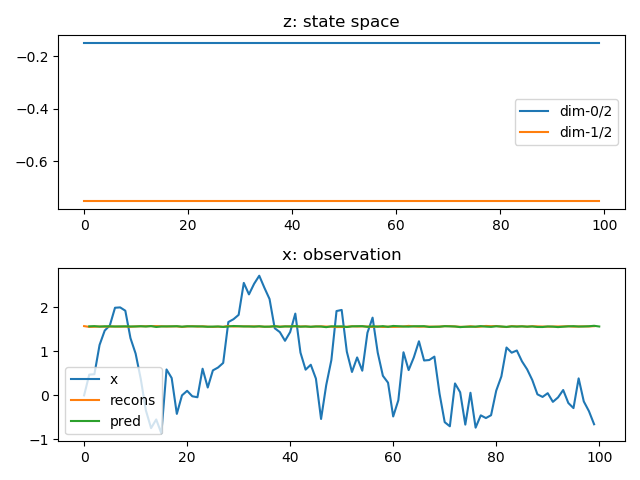 z: state space
−0.2
−0.4
−0.6
dim-0/2
dim-1/2
0
20
40
60
80
100
x: observation
2
1
0
−1
x
recons
pred
0
20
40
60
80
100